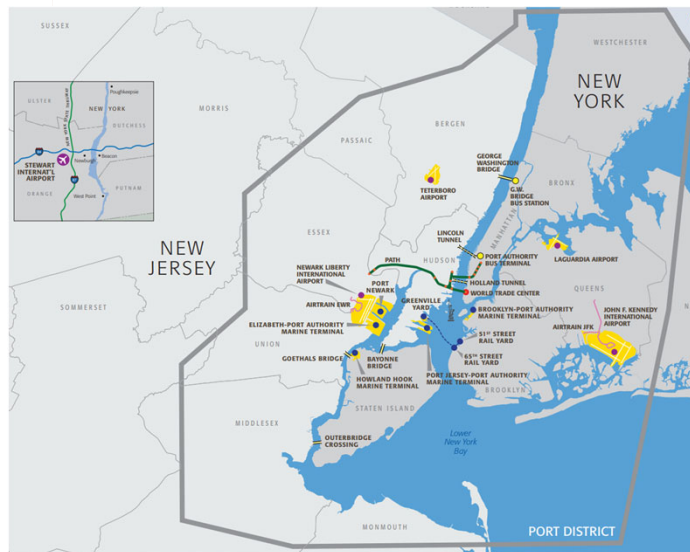 SUSSEX
WESTCHESTER
NEW
YORK
Poughkeepsie
ULSTER
NEW YORK
DUTCHESS
STEWART
INTERNAT'L
AIRPORT
Newburgh
Beacon
ORANGE
West Point
PUTNAM
MORRIS
PASSAIC
BERGEN
TETERBORO
AIRPORT
GEORGE
WASHINGTON
BRIDGE
G.W.
BRIDGE
BUS STATION
BRONX
MANHATTAN
LINCOLN
TUNNEL
PORT AUTHORITY
BUS TERMINAL
LAGUARDIA AIRPORT
ESSEX
HUDSON
PATH
HOLLAND TUNNEL
WORLD TRADE CENTER
NEW
JERSEY
NEWARK LIBERTY
INTERNATIONAL
AIRPORT
PORT
NEWARK
AIRTRAIN EWR
GREENVILLE
YARD
BROOKLYN-PORT AUTHORITY
MARINE TERMINAL
QUEENS
JOHN F. KENNEDY
INTERNATIONAL
AIRPORT
AIRTRAIN JFK
SOMERSET
ELIZABETH-PORT AUTHORITY
MARINE TERMINAL
51ST STREET
RAIL YARD
UNION
GOETHALS BRIDGE
BAYONNE
BRIDGE
65TH STREET
RAIL YARD
HOWLAND HOOK
MARINE TERMINAL
PORT JERSEY-PORT AUTHORITY
MARINE TERMINAL
BROOKLYN
STATEN ISLAND
MIDDLESEX
OUTERBRIDGE
CROSSING
Lower
New York
Bay
MONMOUTH
PORT DISTRICT